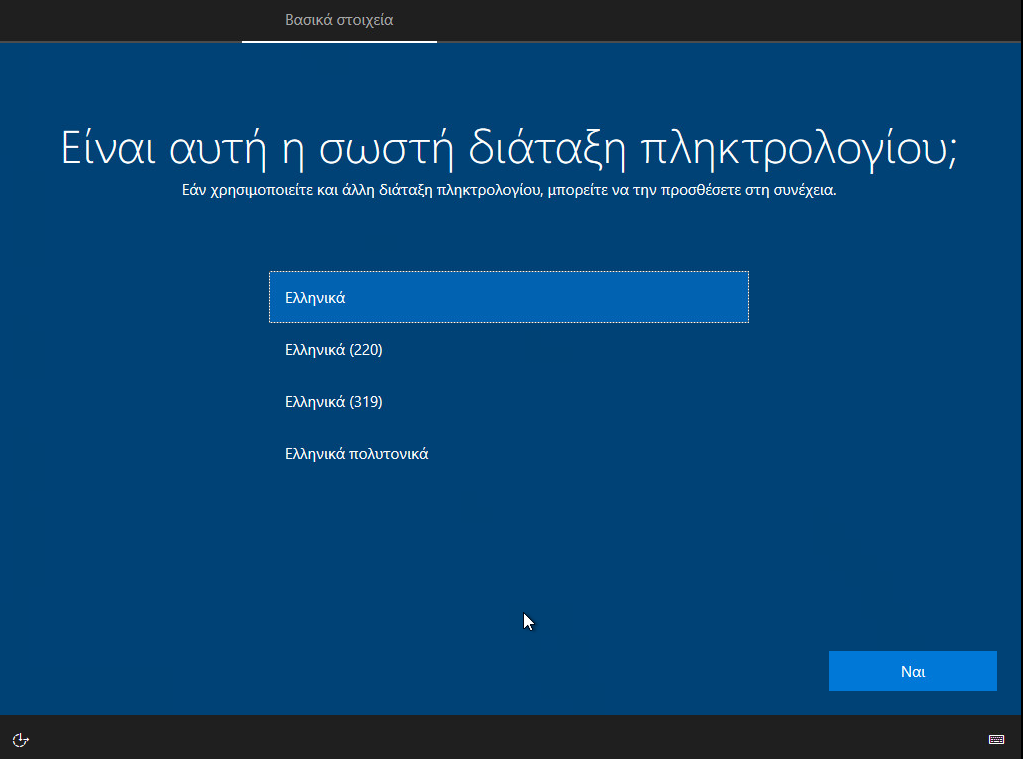 Βασικά στοιχεία
Είναι αυτή η σωστή διάταξη πληκτρολογίου;
Εάν χρησιμοποιείτε και άλλη διάταξη πληκτρολογίου, μπορείτε να την προσθέσετε στη συνέχεια.
Ελληνικά
Ελληνικά (220)
Ελληνικά (319)
Ελληνικά πολυτονικά
Ναι